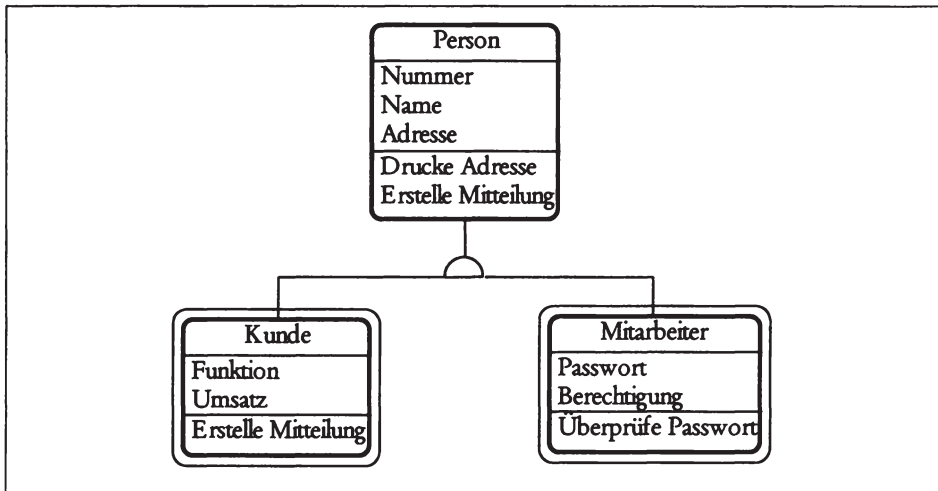 Person
Nummer
Name
Adresse
Drucke Adresse
Erstelle Mitteilung
Kunde
Funktion
Umsatz
Erstelle Mitteilung
Mitarbeiter
Passwort
Berechtigung
Überprüfe Passwort